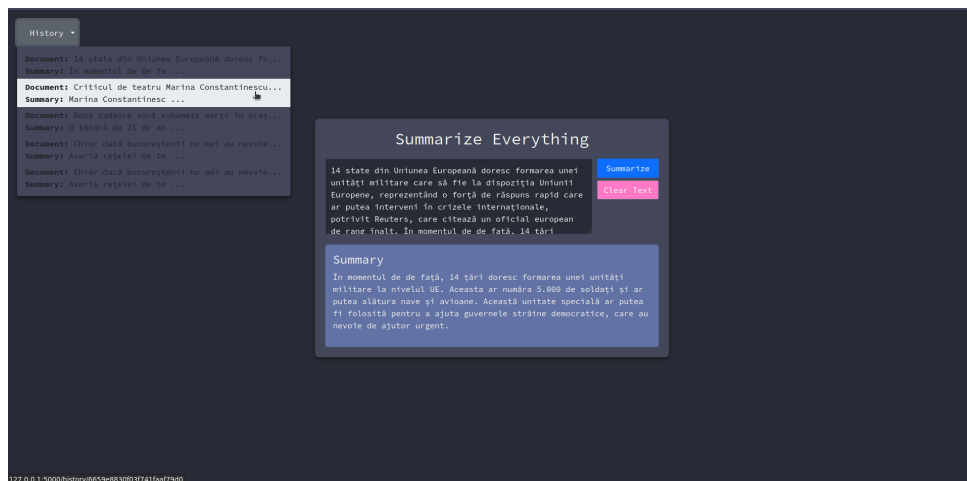 History
Document: 14 state din Uniunea Europeană doresc fo...
Summary: În momentul de de fa ...
Document: Criticul de teatru Marina Constantinescu...
Summary: Marina Constantinesc ...
Document: Două cadavre sunt exhumate marți în oraș...
Summary: O tânără de 21 de an ...
Document: Chiar dacă bucureștenii nu mai au nevoie...
Summary: Avaria rețelei de te ...
Document: Chiar dacă bucureștenii nu mai au nevoie...
Summary: Avaria rețelei de te ...
Summarize Everything
14 state din Uniunea Europeană doresc formarea unei
unități militare care să fie la dispoziția Uniunii
Europene, reprezentând o forță de răspuns rapid care
ar putea interveni în crizele internaționale,
potrivit Reuters, care citează un oficial european
de rang înalt. În momentul de de față, 14 țări
Summarize
Clear Text
Summary
În momentul de de față, 14 țări doresc formarea unei unități
militare la nivelul UE. Aceasta ar număra 5.000 de soldați și ar
putea alătura nave și avioane. Această unitate specială ar putea
fi folosită pentru a ajuta guvernele străine democratice, care au
nevoie de ajutor urgent.
127.0.0.1:5000/history/6659e8830f03f741faaf79d0